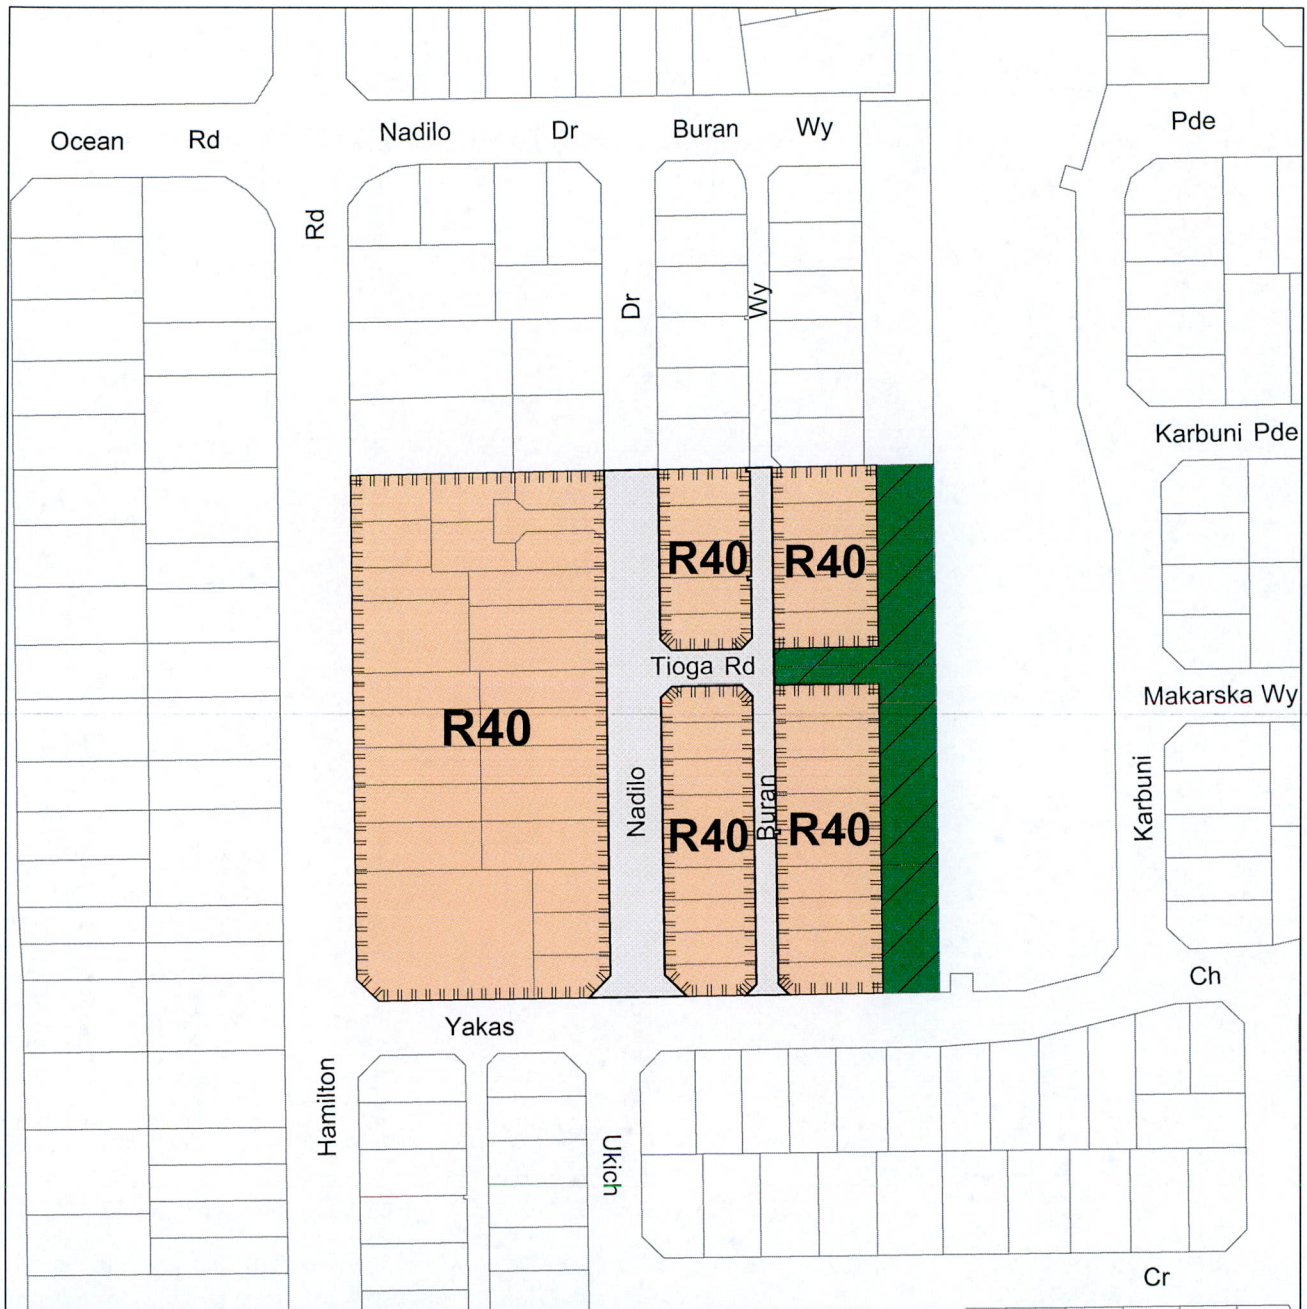 Pde
Ocean Rd
Nadilo Dr
Buran Wy
Rd
Dr
Wy
Karbuni Pde
R40
R40
Tioga Rd
Makarska Wy
R40
Nadilo
Buran
Karbuni
R40
R40
Ch
Yakas
Hamilton
Ukich
Cr